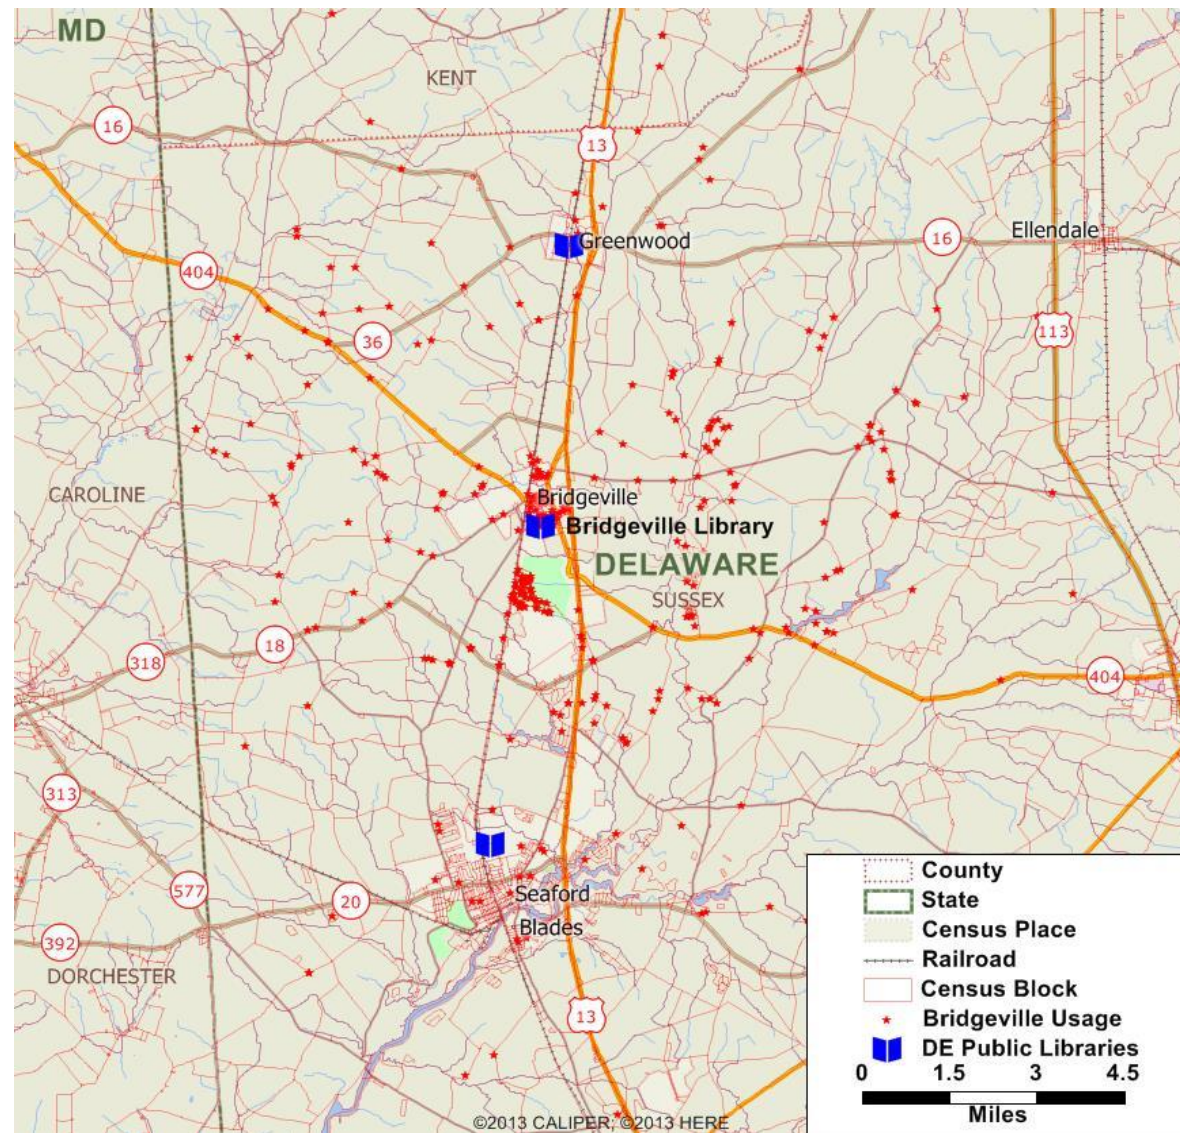 MD
KENT
16
13
Greenwood
16
Ellendale
404
36
113
CAROLINE
Bridgeville
Bridgeville Library
DELAWARE
SUSSEX
18
318
404
313
577
20
Seaford
Blades
392
DORCHESTER
13
County
State
Census Place
Railroad
Census Block
Bridgeville Usage
DE Public Libraries
0 1.5 3 4.5
Miles
©2013 CALIPER; ©2013 HERE